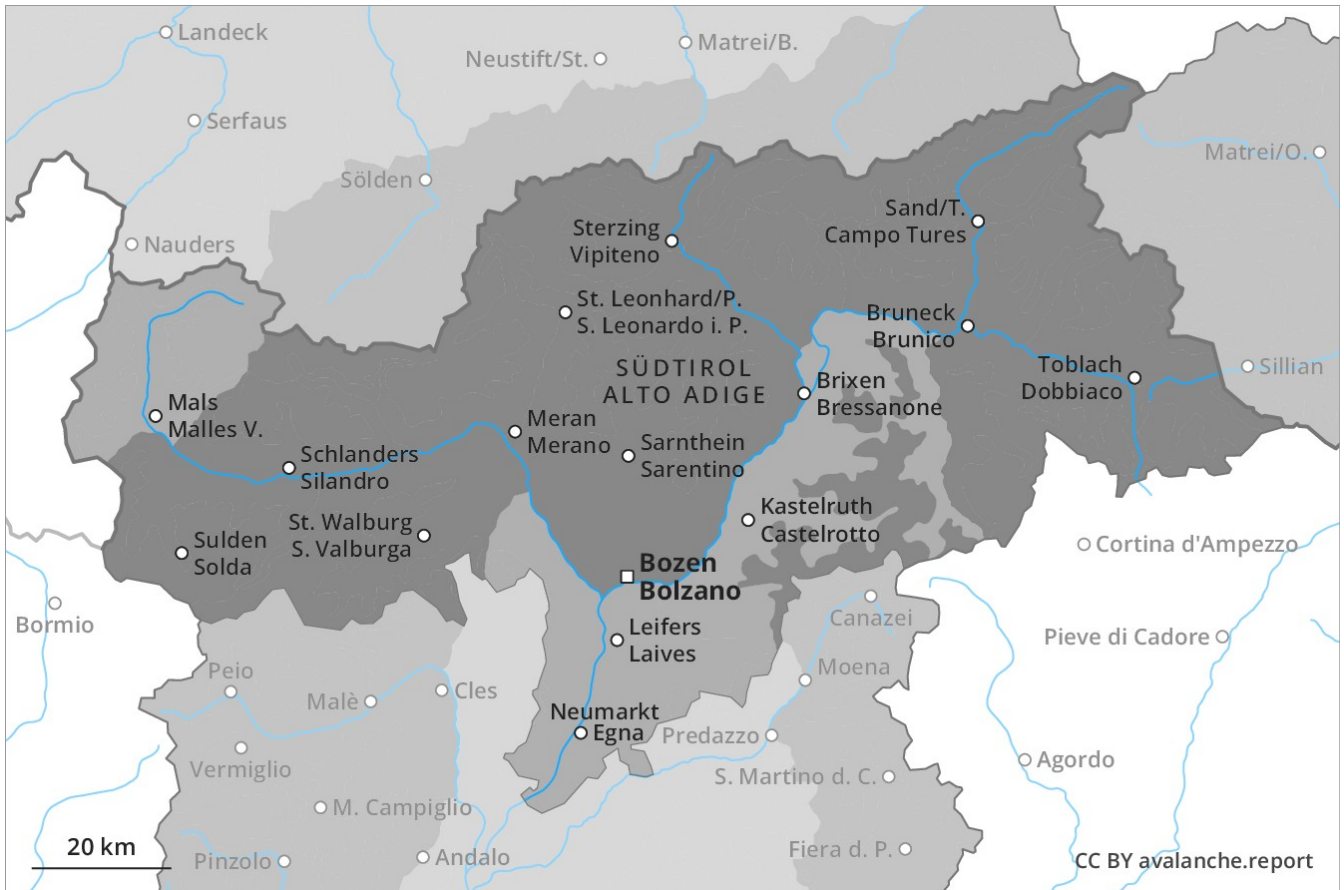 Landeck
Matrei/B.
Neustift/St.
Serfaus
Matrei/O.
Sölden
Sand/T.
Campo Tures
Sterzing
Vipiteno
Nauders
St. Leonhard/P.
S. Leonardo i. P.
Bruneck
Brunico
SÜDTIROL
ALTO ADIGE
Toblach
Dobbiaco
Sillian
Brixen
Bressanone
Mals
Malles V.
Meran
Merano
Sarnthein
Sarentino
Schlanders
Silandro
Kastelruth
Castelrotto
St. Walburg
S. Valburga
Sulden
Solda
Cortina d'Ampezzo
Bozen
Bolzano
Bormio
Canazei
Leifers
Laives
Pieve di Cadore
Peio
Moena
Malè
Cles
Neumarkt
Egna
Predazzo
Vermiglio
Agordo
S. Martino d. C.
M. Campiglio
20 km
Pinzolo
Andalo
Fiera d. P.
CC BY avalanche.report